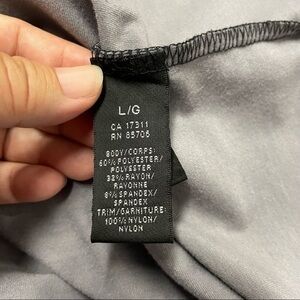 L/G
CA 17311
RN 85705
BODY/CORPS:
60% POLYESTER/
POLYESTER
32% RAYON/
RAYONNE
8% SPANDEX/
SPANDEX
TRIM/GARNITURE:
100% NYLON/
NYLON